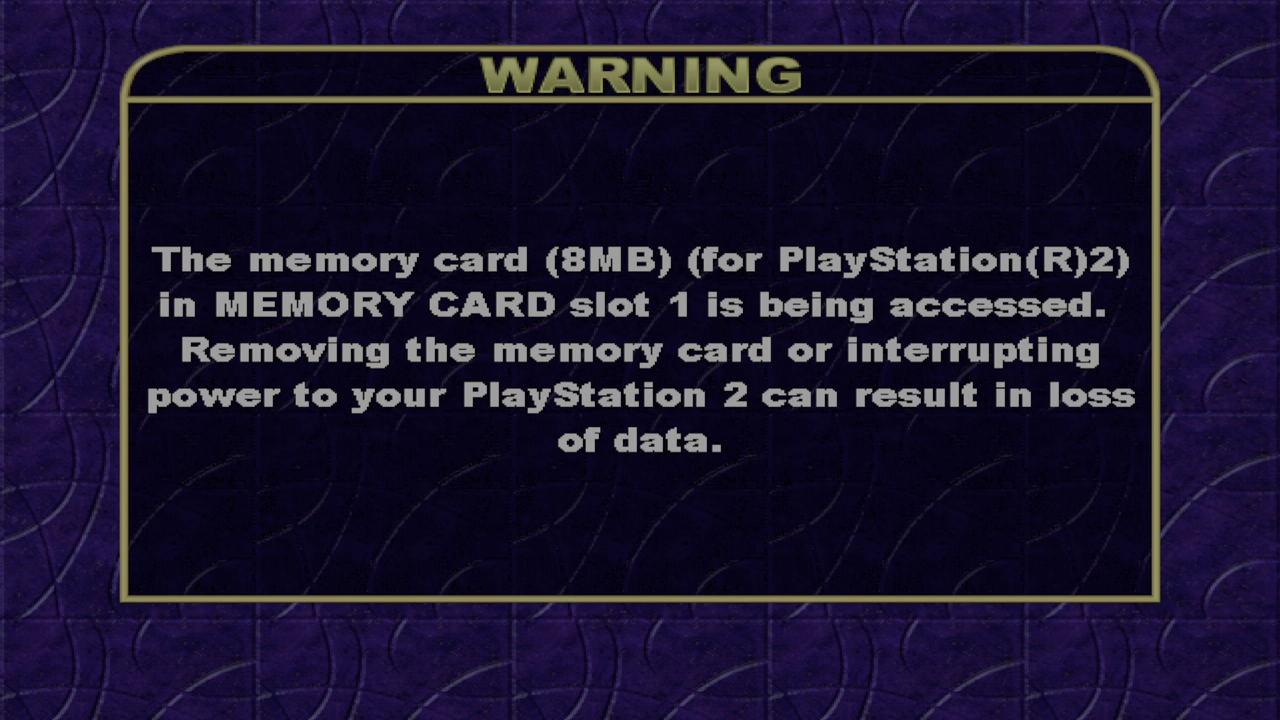 WARNING
The memory card (8MB) (for PlayStation(R)2)
in MEMORY CARD slot 1 is being accessed.
Removing the memory card or interrupting
power to your PlayStation 2 can result in loss
of data.